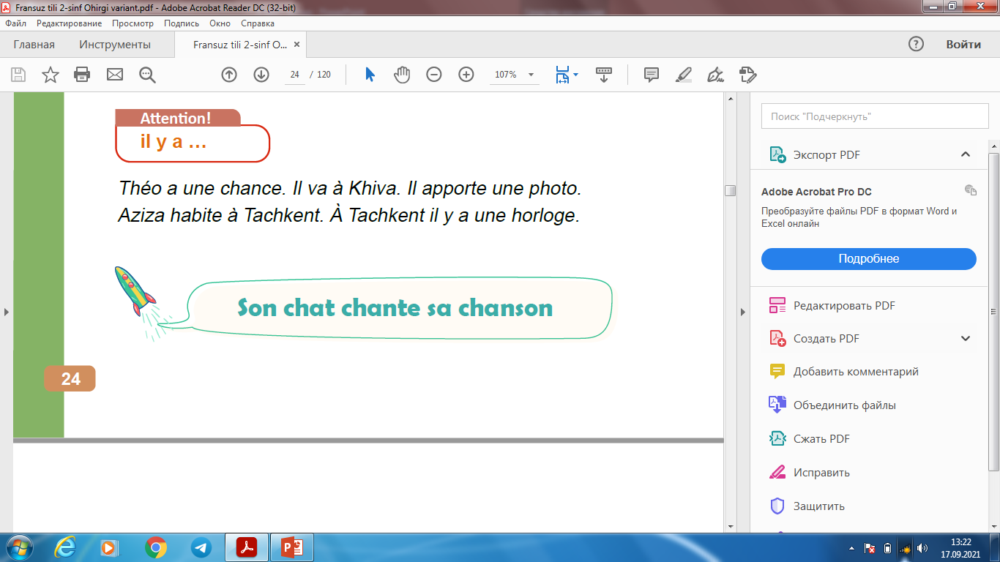 Fransuz tili 2-sinf Ohirgi variant.pdf - Adobe Acrobat Reader DC (32-bit)
Файл Редактирование Просмотр Подпись Окно Справка
Главная Инструменты Fransuz tili 2-sinf O... × Войти
24 / 120 107%
Attention!
il y a ...
Théo a une chance. Il va à Khiva. Il apporte une photo.
Aziza habite à Tachkent. À Tachkent il y a une horloge.
Son chat chante sa chanson
24
Поиск "Подчеркнуть"
Экспорт PDF
Adobe Acrobat Pro DC
Преобразуйте файлы PDF в формат Word и
Excel онлайн
Подробнее
Редактировать PDF
Создать PDF
Добавить комментарий
Объединить файлы
Сжать PDF
Исправить
Защитить
13:22
17.09.2021